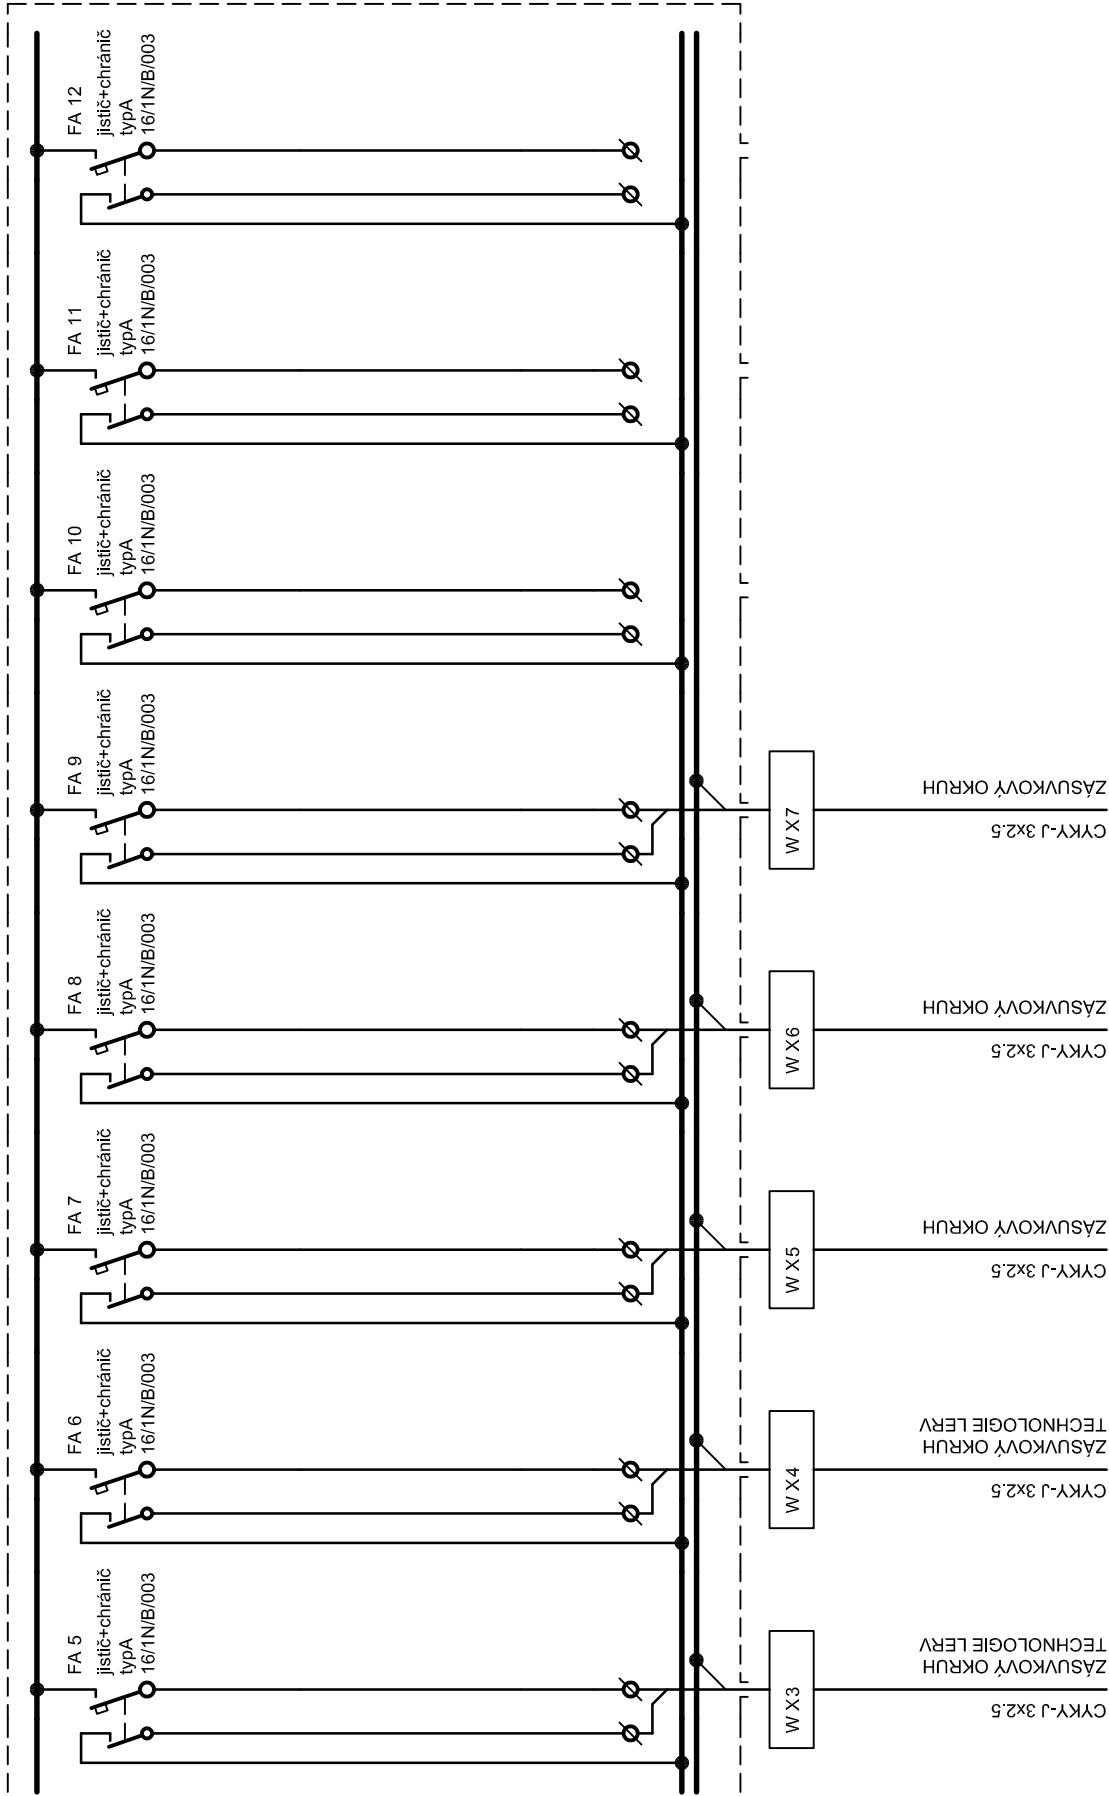 FA 12
jistič+chránič
typA
16/1N/B/003
FA 11
jistič+chránič
typA
16/1N/B/003
FA 10
jistič+chránič
typA
16/1N/B/003
FA 9
jistič+chránič
typA
16/1N/B/003
W X7
ZÁSUVKOVÝ OKRUH
CYKY-J 3x2.5
FA 8
jistič+chránič
typA
16/1N/B/003
W X6
ZÁSUVKOVÝ OKRUH
CYKY-J 3x2.5
FA 7
jistič+chránič
typA
16/1N/B/003
W X5
ZÁSUVKOVÝ OKRUH
CYKY-J 3x2.5
FA 6
jistič+chránič
typA
16/1N/B/003
W X4
ZÁSUVKOVÝ OKRUH
TECHNOLOGIE LERV
CYKY-J 3x2.5
FA 5
jistič+chránič
typA
16/1N/B/003
W X3
ZÁSUVKOVÝ OKRUH
TECHNOLOGIE LERV
CYKY-J 3x2.5